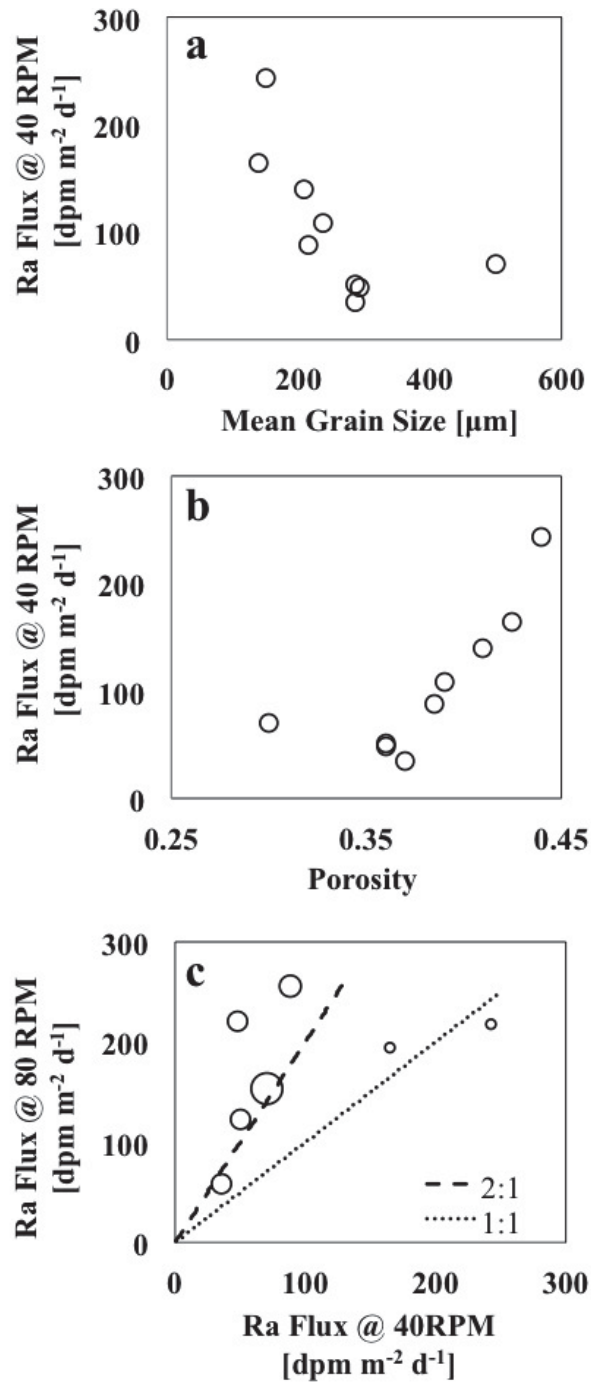 a
Ra Flux @ 40 RPM
[dpm m-2 d-1]
300
200
100
0
0 200 400 600
Mean Grain Size [µm]
b
Ra Flux @ 40 RPM
[dpm m-2 d-1]
300
200
100
0
0.25 0.35 0.45
Porosity
c
Ra Flux @ 80 RPM
[dpm m-2 d-1]
300
200
100
0
2:1
1:1
0 100 200 300
Ra Flux @ 40RPM
[dpm m-2 d-1]